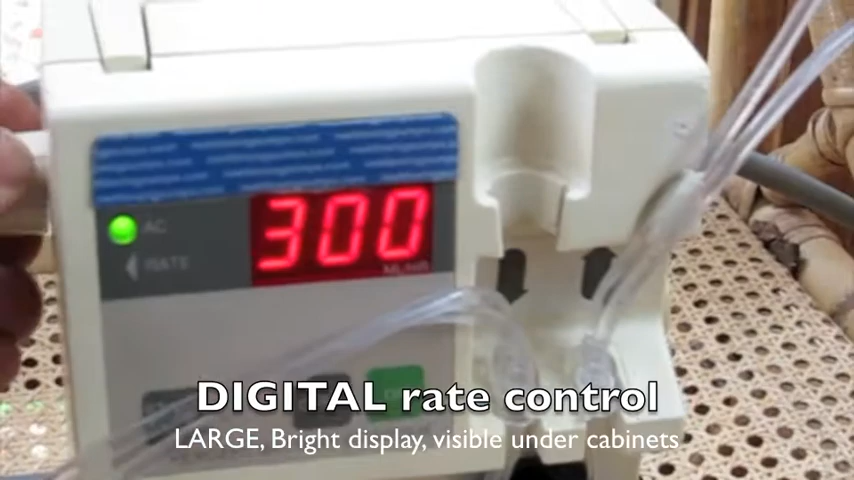 AC
300
RATE
ML/HR
DIGITAL rate control
LARGE, Bright display, visible under cabinets